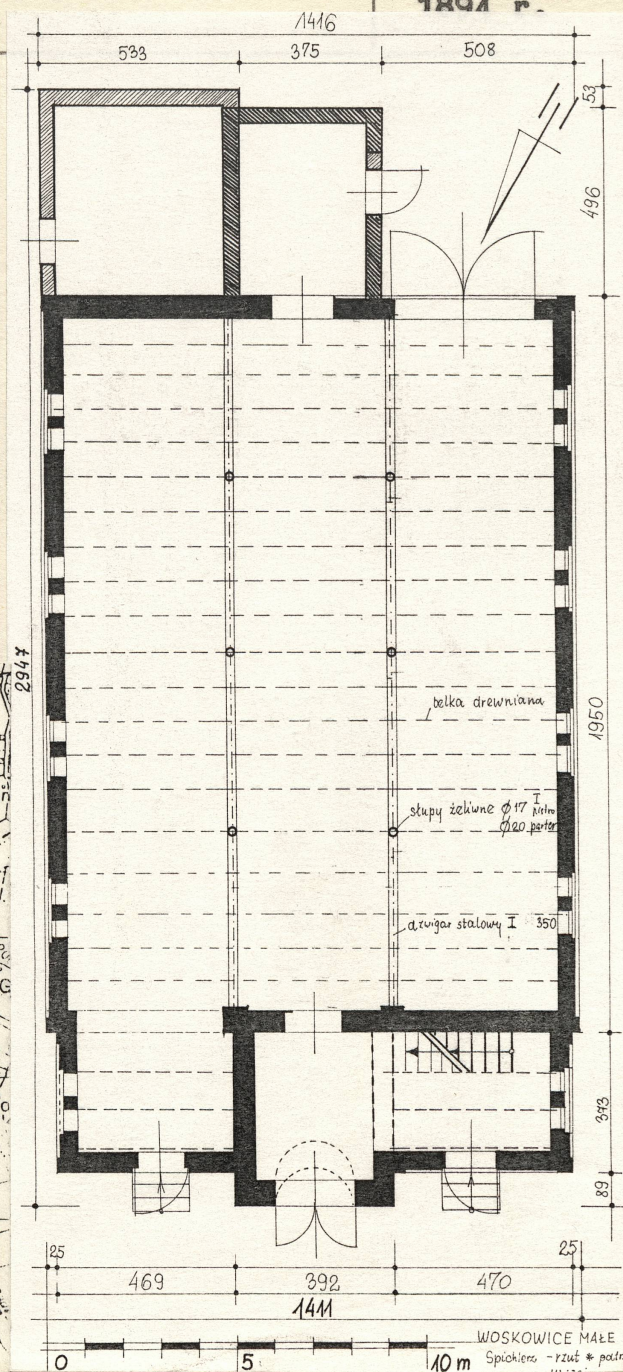 1894 r.
1416
533 375 508
53
496
2947
1950
belka drewniana
słupy żeliwne ϕ17 I piętro
ϕ20 parter
dźwigar stalowy I 350
373
89
25 25
469 392 470
1411
0 5 10 m
WOSKOWICE MAŁE
Spichlerz - rzut